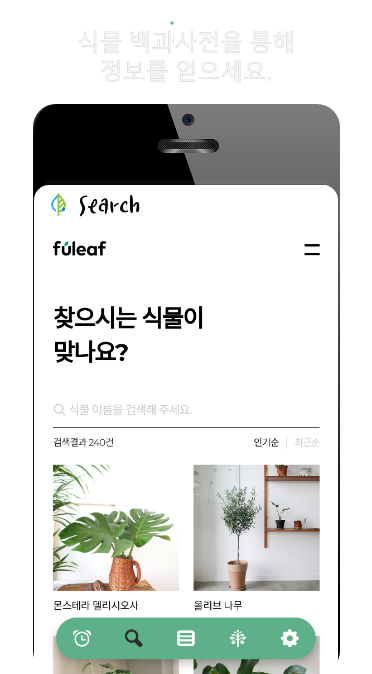 식물 백과사전을 통해
정보를 얻으세요.
Search
fuleaf
찾으시는 식물이
맞나요?
식물 이름을 검색해 주세요.
검색결과 240건
인기순 | 최근순
몬스테라 델리시오사
올리브 나무